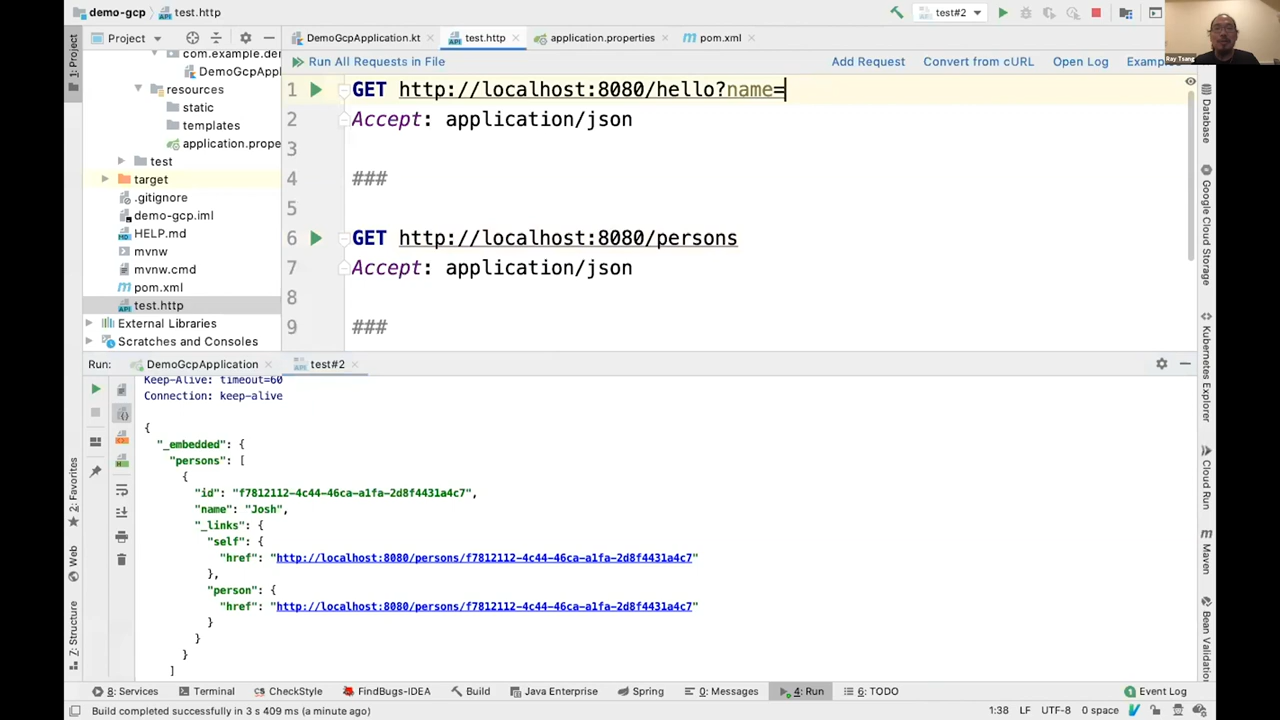 demo-gcp
test.http
test#2
Ray Tsang
Project
DemoGcpApplication.kt
test.http
application.properties
pom.xml
1: Project
com.example.der
DemoGcpAppl
resources
static
templates
application.prope
test
target
.gitignore
demo-gcp.iml
HELP.md
mvnw
mvnw.cmd
pom.xml
test.http
External Libraries
Scratches and Consoles
Run All Requests in File
Add Request
Convert from cURL
Open Log
Example
1 GET http://localhost:8080/hello?name=
2 Accept: application/json
3
4 ###
5
6 GET http://localhost:8080/persons
7 Accept: application/json
8
9 ###
Database
Google Cloud Storage
Kubernetes Explorer
Cloud Run
Maven
Bean Validation
Run:
DemoGcpApplication
test#2
2: Favorites
Web
7: Structure
Keep-Alive: timeout=60
Connection: keep-alive
{
"_embedded": {
"persons": [
{
"id": "f7812112-4c44-46ca-a1fa-2d8f4431a4c7",
"name": "Josh",
"_links": {
"self": {
"href": "http://localhost:8080/persons/f7812112-4c44-46ca-a1fa-2d8f4431a4c7"
},
"person": {
"href": "http://localhost:8080/persons/f7812112-4c44-46ca-a1fa-2d8f4431a4c7"
}
}
}
]
8: Services
Terminal
CheckStyle
FindBugs-IDEA
Build
Java Enterprise
Spring
0: Messages
4: Run
6: TODO
Event Log
Build completed successfully in 3 s 409 ms (a minute ago)
1:38
LF
UTF-8
0 space